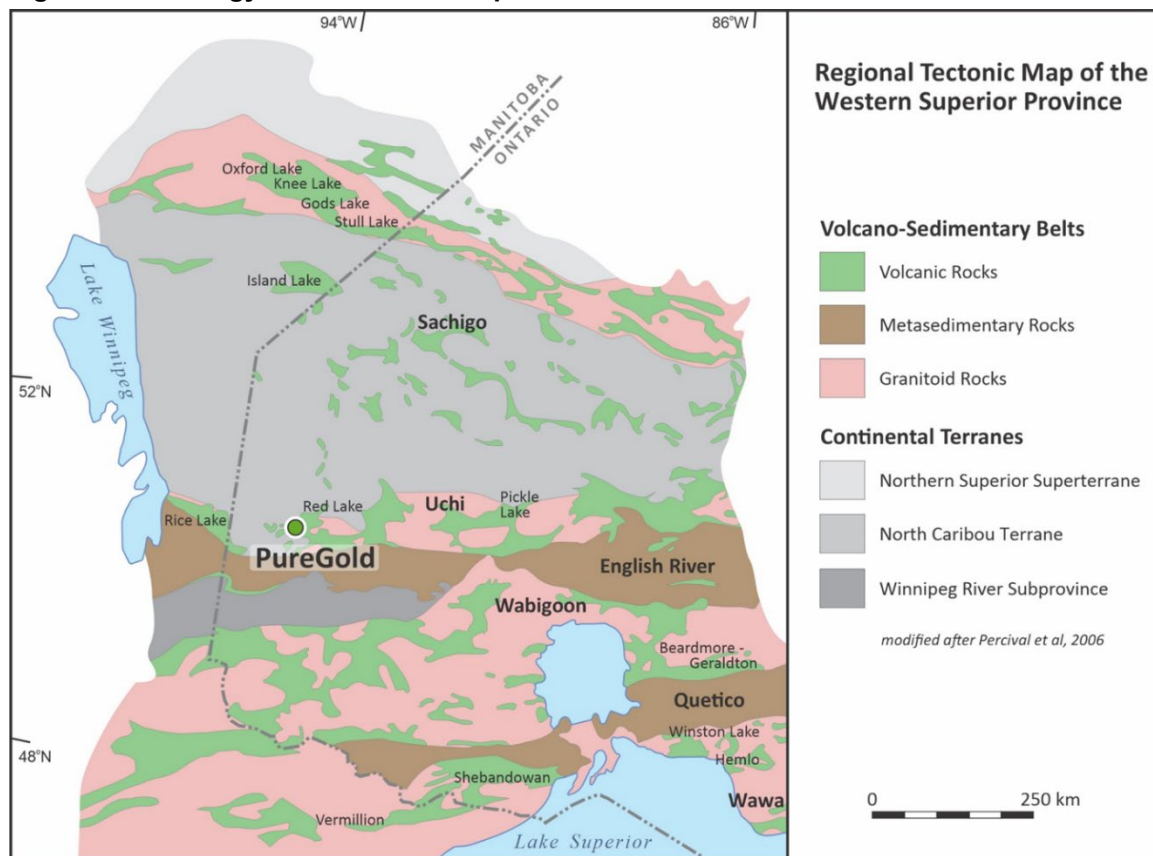 94°W
86°W
MANITOBA
ONTARIO
Oxford Lake
Knee Lake
Gods Lake
Stull Lake
Lake Winnipeg
Island Lake
Sachigo
52°N
Rice Lake
Red Lake
Uchi
Pickle
Lake
PureGold
English River
Wabigoon
Beardmore -
Geraldton
Quetico
48°N
Winston Lake
Hemlo
Shebandowan
Wawa
Vermillion
Lake Superior
Regional Tectonic Map of the
Western Superior Province
Volcano-Sedimentary Belts
Volcanic Rocks
Metasedimentary Rocks
Granitoid Rocks
Continental Terranes
Northern Superior Superterrane
North Caribou Terrane
Winnipeg River Subprovince
modified after Percival et al, 2006
0 250 km